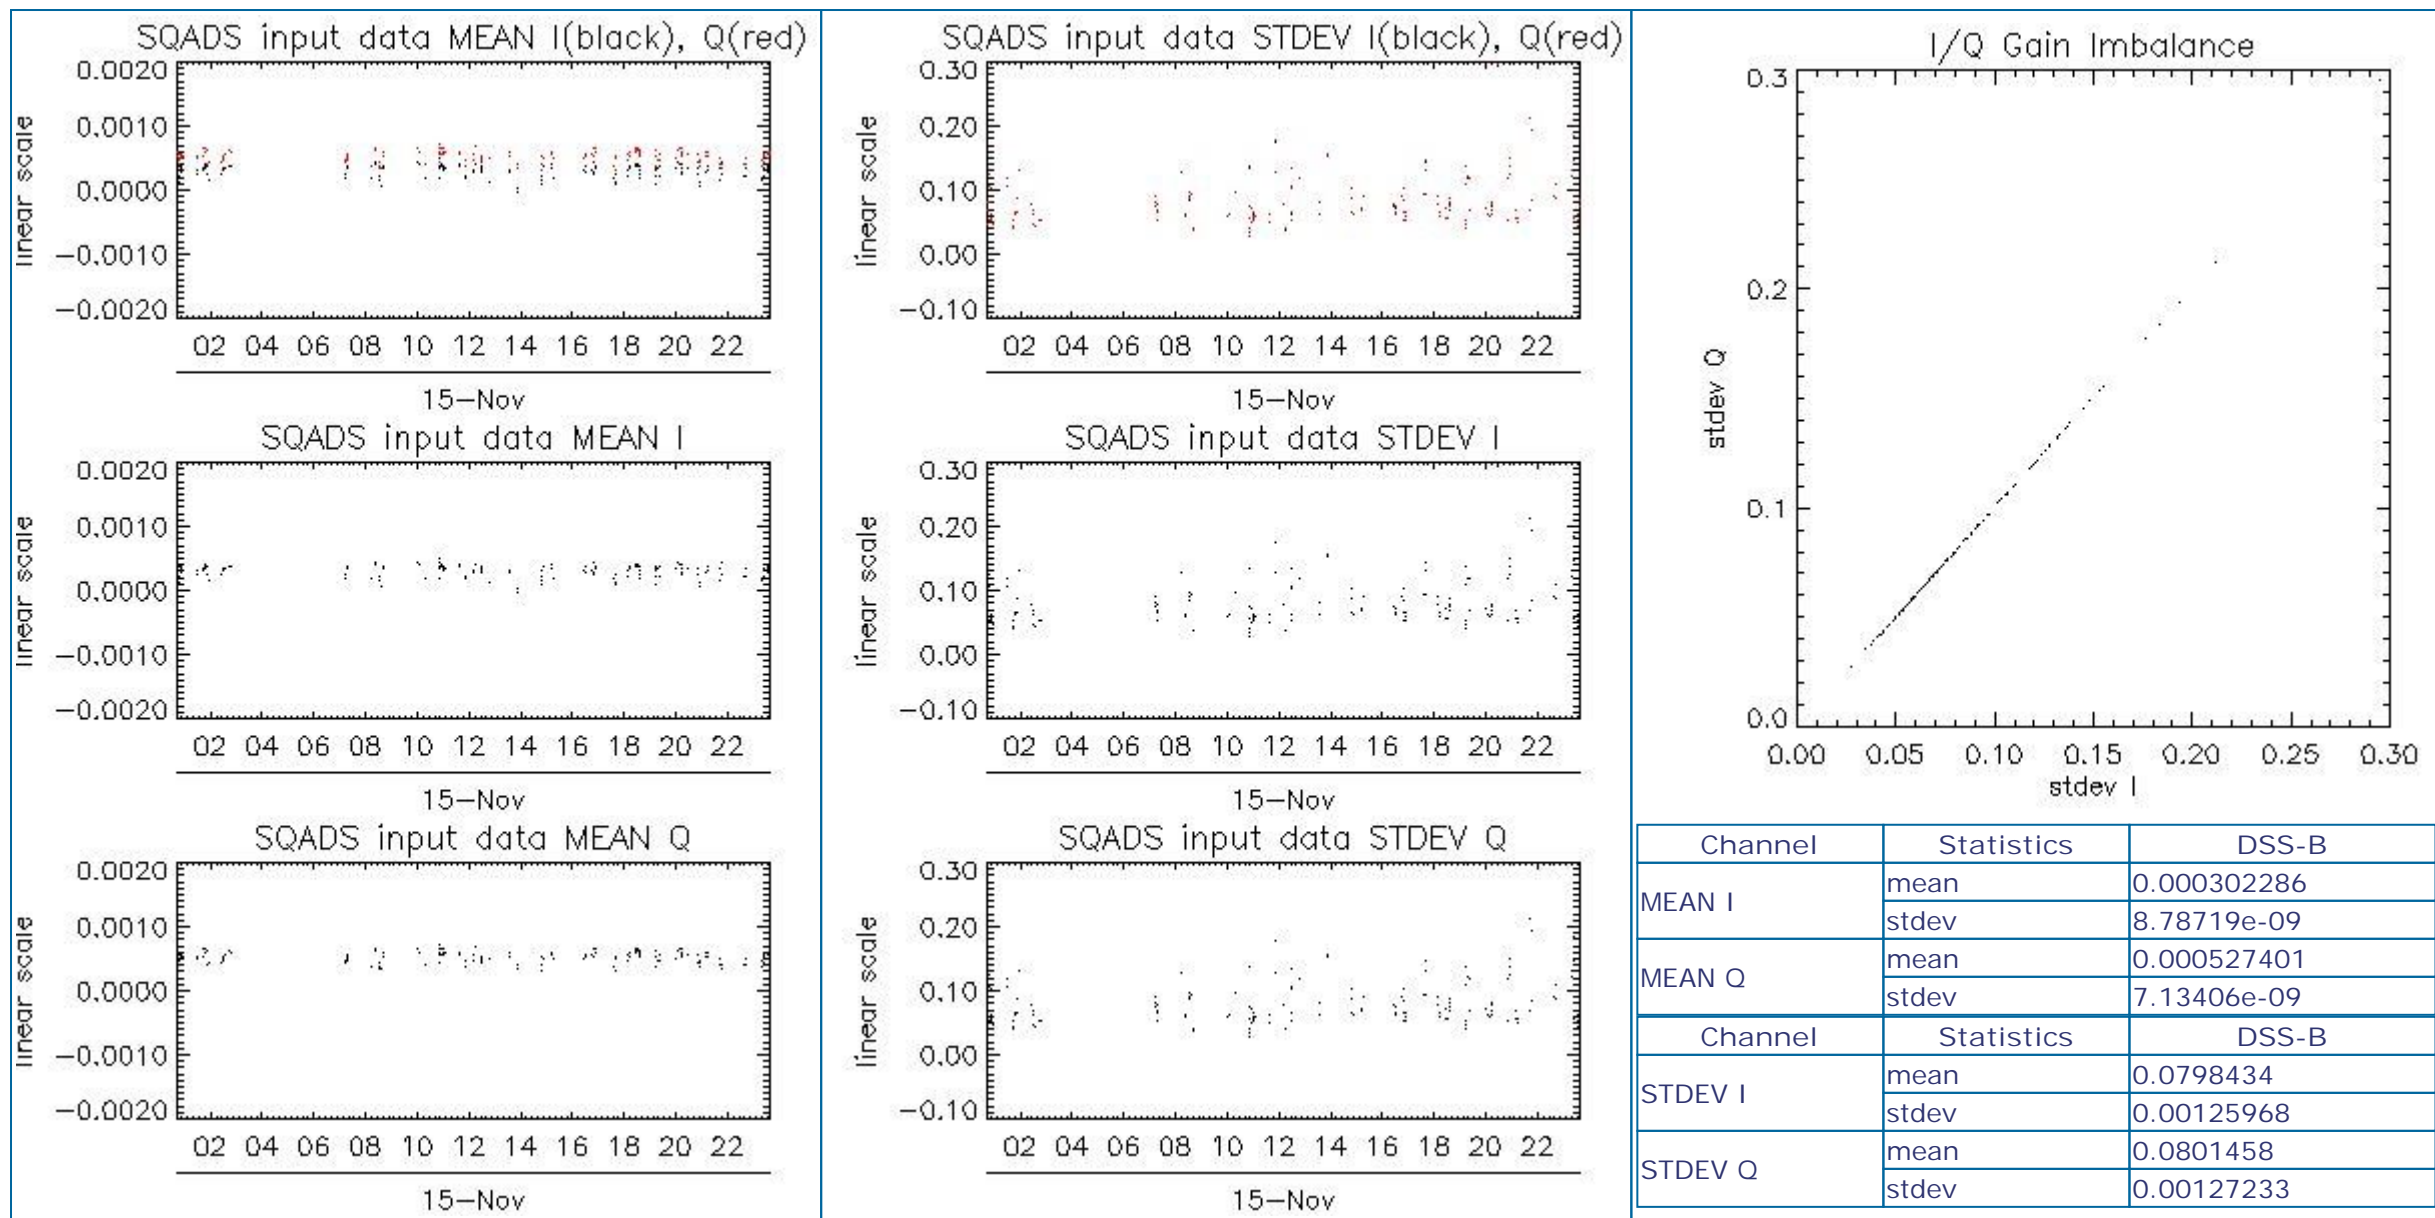 SQADS input data MEAN I(black), Q(red)
linear scale
0.0020
0.0010
0.0000
−0.0010
−0.0020
02 04 06 08 10 12 14 16 18 20 22
15−Nov
SQADS input data MEAN I
linear scale
0.0020
0.0010
0.0000
−0.0010
−0.0020
02 04 06 08 10 12 14 16 18 20 22
15−Nov
SQADS input data MEAN Q
linear scale
0.0020
0.0010
0.0000
−0.0010
−0.0020
02 04 06 08 10 12 14 16 18 20 22
15−Nov
SQADS input data STDEV I(black), Q(red)
linear scale
0.30
0.20
0.10
0.00
−0.10
02 04 06 08 10 12 14 16 18 20 22
15−Nov
SQADS input data STDEV I
linear scale
0.30
0.20
0.10
0.00
−0.10
02 04 06 08 10 12 14 16 18 20 22
15−Nov
SQADS input data STDEV Q
linear scale
0.30
0.20
0.10
0.00
−0.10
02 04 06 08 10 12 14 16 18 20 22
15−Nov
I/Q Gain Imbalance
stdev Q
0.3
0.2
0.1
0.0
0.00 0.05 0.10 0.15 0.20 0.25 0.30
stdev I
Channel Statistics DSS-B
MEAN I mean 0.000302286
stdev 8.78719e-09
MEAN Q mean 0.000527401
stdev 7.13406e-09
Channel Statistics DSS-B
STDEV I mean 0.0798434
stdev 0.00125968
STDEV Q mean 0.0801458
stdev 0.00127233